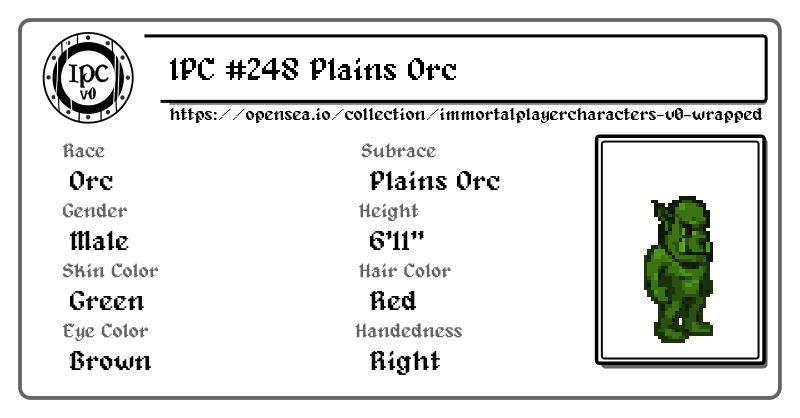 IPC
v0
IPC #248 Plains Orc
https://opensea.io/collection/immortalplayercharacters-v0-wrapped
Race
Orc
Subrace
Plains Orc
Gender
Male
Height
6'11"
Skin Color
Green
Hair Color
Red
Eye Color
Brown
Handedness
Right